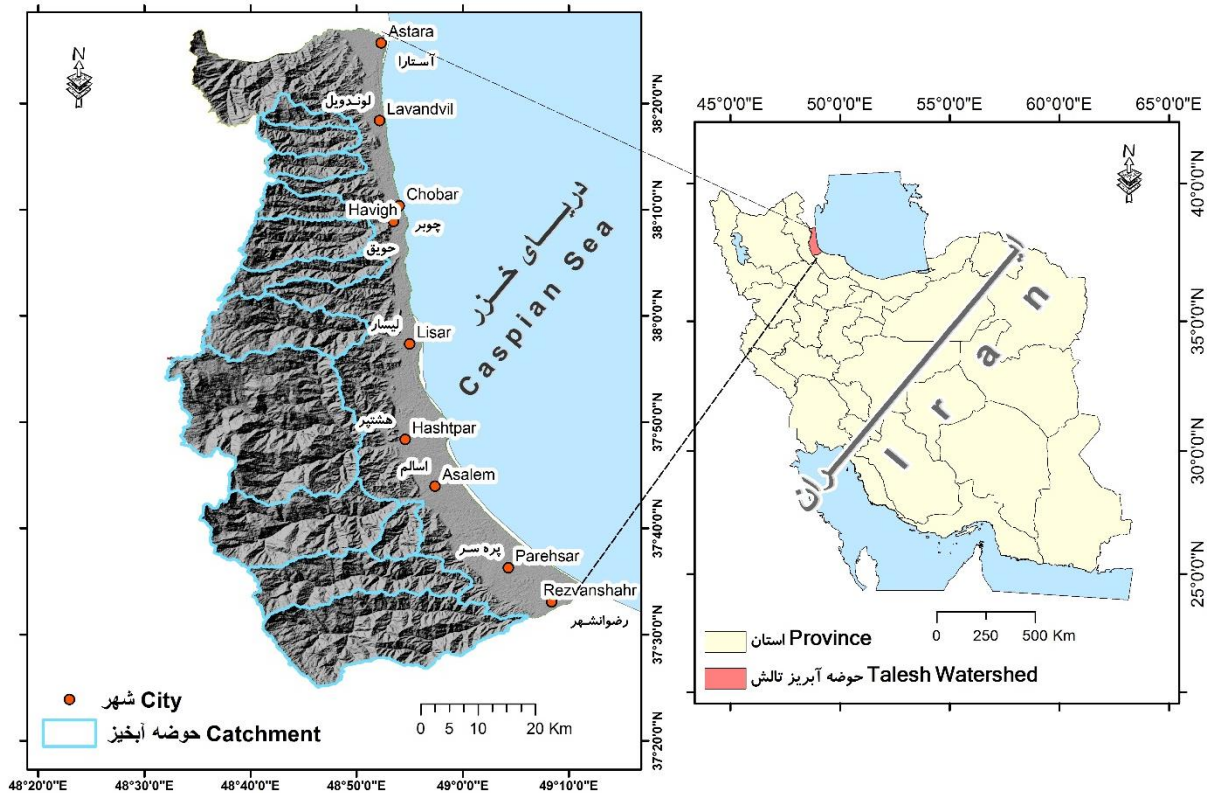 N
Astara
آستارا
لوندویل
Lavandvil
Chobar
Havigh
چوبر
حویق
لیسار
Lisar
دریـای خـزر
Caspian Sea
هشتپر
Hashtpar
اسالم
Asalem
پره سر
Parehsar
Rezvanshahr
رضوانشهر
شهر City
حوضه آبخیز Catchment
0 5 10 20 Km
38°20'0"N
38°10'0"N
38°0'0"N
37°50'0"N
37°40'0"N
37°30'0"N
37°20'0"N
48°20'0"E 48°30'0"E 48°40'0"E 48°50'0"E 49°0'0"E 49°10'0"E
45°0'0"E 50°0'0"E 55°0'0"E 60°0'0"E 65°0'0"E
N
40°0'0"N
35°0'0"N
30°0'0"N
25°0'0"N
ایـــران
Iran
0 250 500 Km
استان Province
حوضه آبریز تالش Talesh Watershed